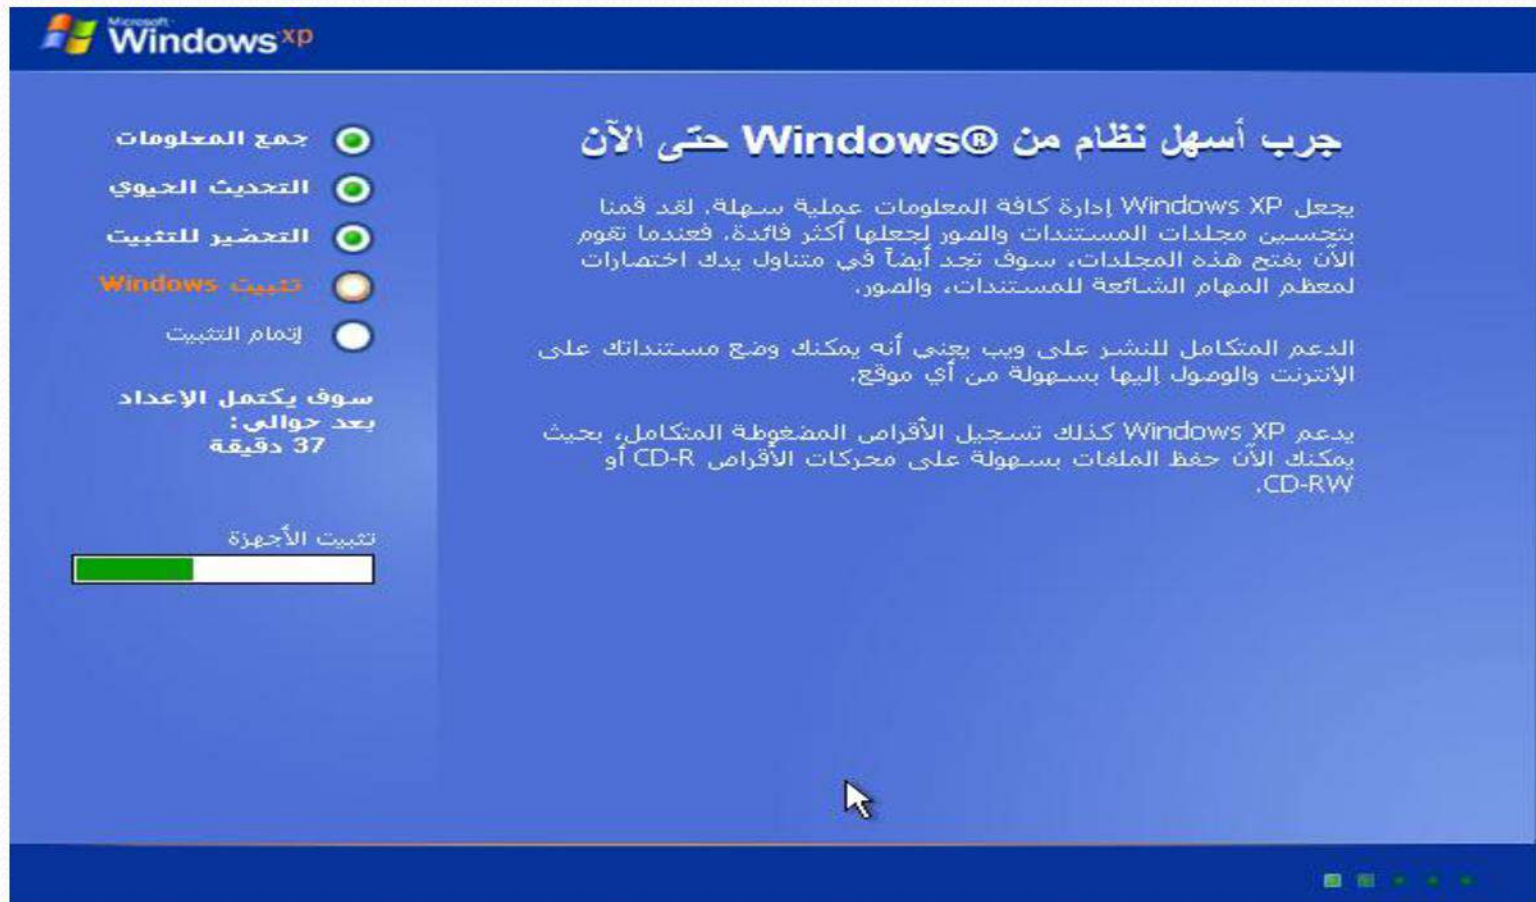 Microsoft
Windows xp
جمع المعلومات
التحديث الحيوي
التحضير للتثبيت
تثبيت Windows
إتمام التثبيت
سوف يكتمل الإعداد
بعد حوالي:
37 دقيقة
تثبيت الأجهزة
جرب أسهل نظام من Windows® حتى الآن
يجعل Windows XP إدارة كافة المعلومات عملية سهلة. لقد قمنا
بتحسين مجلدات المستندات والصور لجعلها أكثر فائدة. فعندما تقوم
الآن بفتح هذه المجلدات، سوف تجد أيضاً في متناول يدك اختصارات
لمعظم المهام الشائعة للمستندات، والصور.
الدعم المتكامل للنشر على ويب يعني أنه يمكنك وضع مستنداتك على
الإنترنت والوصول إليها بسهولة من أي موقع.
يدعم Windows XP كذلك تسجيل الأقراص المضغوطة المتكامل، بحيث
يمكنك الآن حفظ الملفات بسهولة على محركات الأقراص CD-R أو
CD-RW.